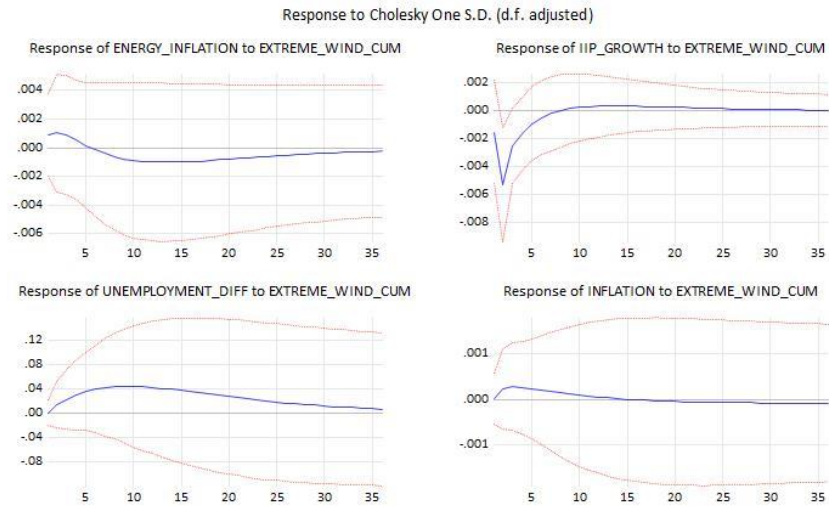 Response to Cholesky One S.D. (d.f. adjusted)
Response of ENERGY_INFLATION to EXTREME_WIND_CUM
.004
.002
.000
-.002
-.004
-.006
5 10 15 20 25 30 35
Response of IIP_GROWTH to EXTREME_WIND_CUM
.002
.000
-.002
-.004
-.006
-.008
5 10 15 20 25 30 35
Response of UNEMPLOYMENT_DIFF to EXTREME_WIND_CUM
.12
.08
.04
.00
-.04
-.08
5 10 15 20 25 30 35
Response of INFLATION to EXTREME_WIND_CUM
.001
.000
-.001
5 10 15 20 25 30 35